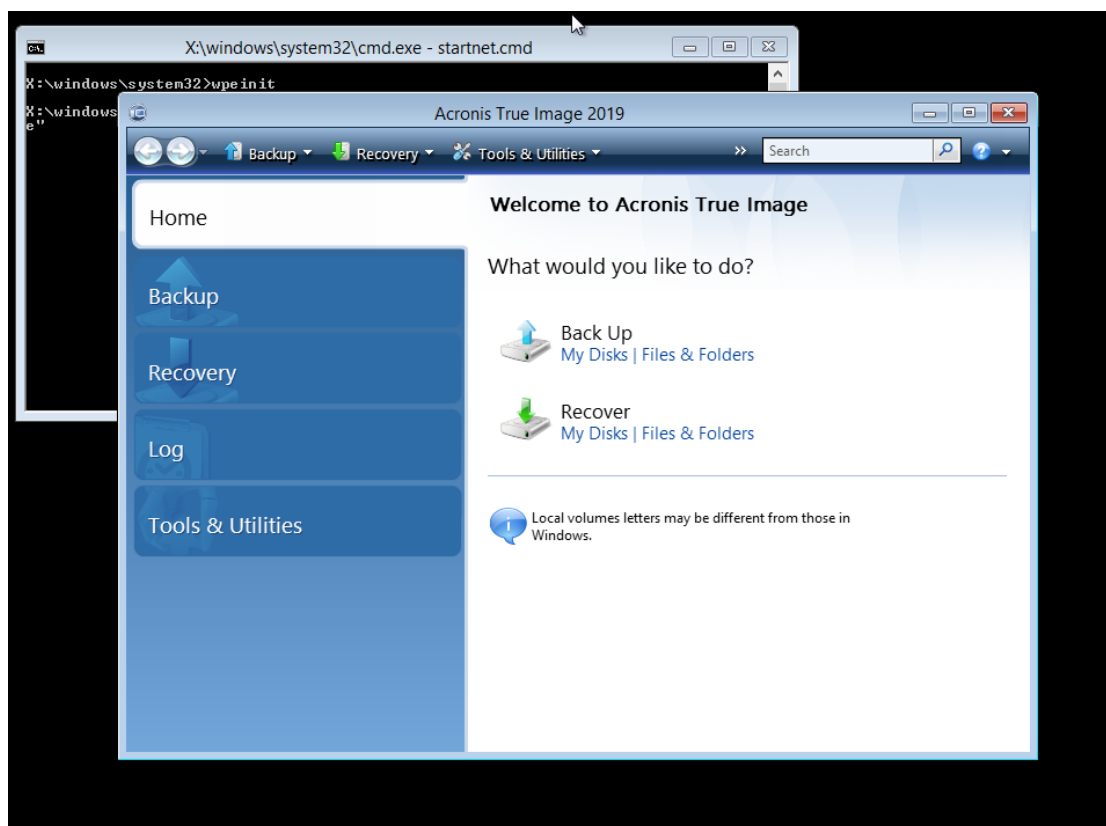 X:\windows\system32\cmd.exe - startnet.cmd
X:\windows\system32>wpeinit
X:\windows
e"
Acronis True Image 2019
Backup Recovery Tools & Utilities » Search
Home
Backup
Recovery
Log
Tools & Utilities
Welcome to Acronis True Image
What would you like to do?
Back Up
My Disks | Files & Folders
Recover
My Disks | Files & Folders
Local volumes letters may be different from those in
Windows.